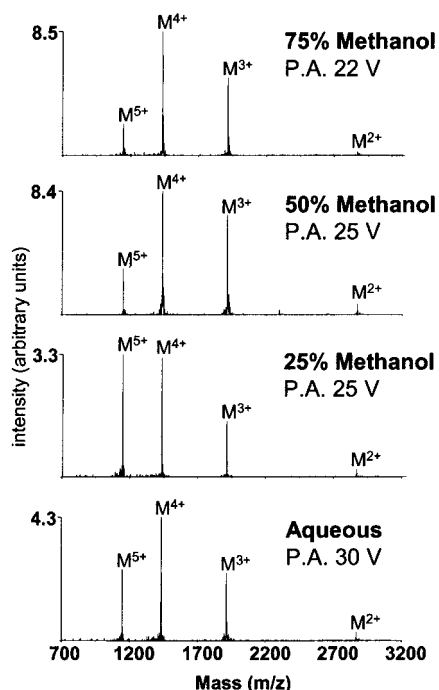 75% Methanol
P.A. 22 V
8.5
M5+
M4+
M3+
M2+
50% Methanol
P.A. 25 V
8.4
M5+
M4+
M3+
M2+
25% Methanol
P.A. 25 V
3.3
M5+
M4+
M3+
M2+
Aqueous
P.A. 30 V
4.3
M5+
M4+
M3+
M2+
intensity (arbitrary units)
700 1200 1700 2200 2700 3200
Mass (m/z)